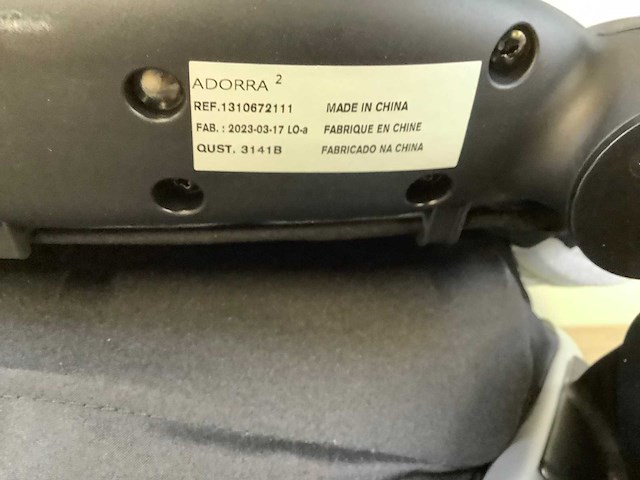 ADORRA 2
REF.1310672111 MADE IN CHINA
FAB. : 2023-03-17 LO-a FABRIQUE EN CHINE
QUST. 3141B FABRICADO NA CHINA